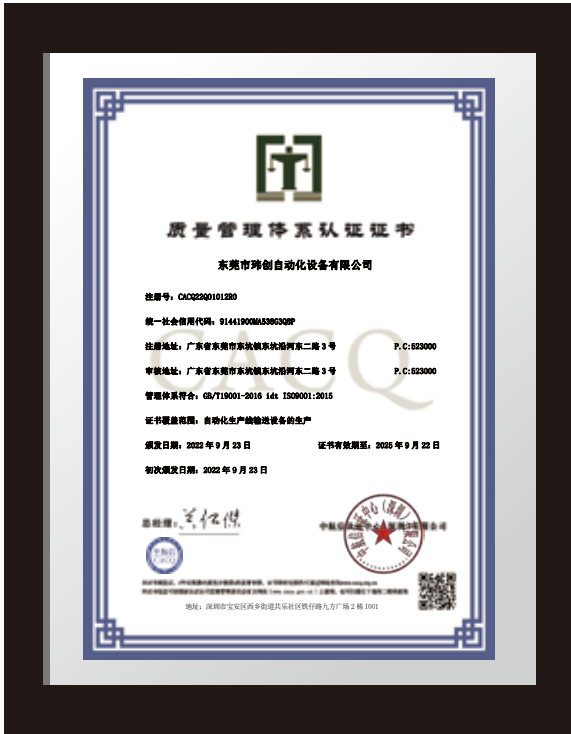 质量管理体系认证证书
东莞市玮创自动化设备有限公司
注册号：CACQ22Q01012R0
统一社会信用代码：91441900MA538G3Q8P
注册地址：广东省东莞市东坑镇东坑沿河东二路3号 P.C:523000
审核地址：广东省东莞市东坑镇东坑沿河东二路3号 P.C:523000
CACQ
管理体系符合：GB/T19001-2016 idt ISO9001:2015
证书覆盖范围：自动化生产线输送设备的生产
颁发日期：2022年9月23日 证书有效期至：2025年9月22日
初次颁发日期：2022年9月23日
总经理：
地址：深圳市宝安区西乡街道共乐社区铁仔路九方广场2栋1001